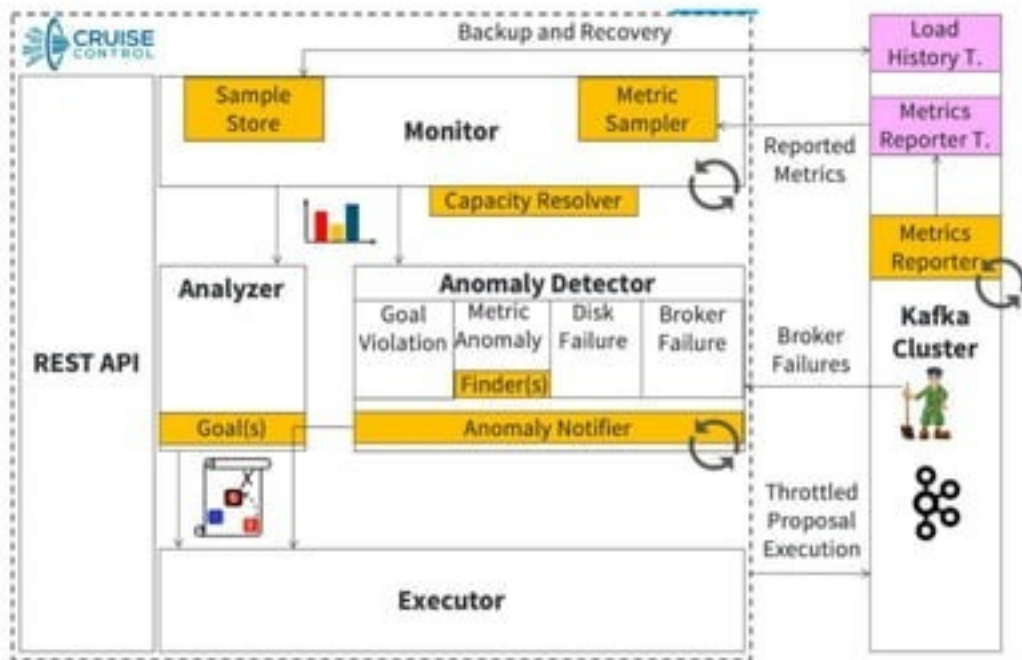 CRUISE
CONTROL
Backup and Recovery
Load
History T.
Sample
Store
Monitor
Metric
Sampler
Metrics
Reporter T.
Reported
Metrics
Capacity Resolver
Metrics
Reporter
REST API
Analyzer
Goal(s)
Anomaly Detector
Goal
Violation
Metric
Anomaly
Finder(s)
Disk
Failure
Broker
Failure
Anomaly Notifier
Broker
Failures
Kafka
Cluster
Throttled
Proposal
Execution
Executor